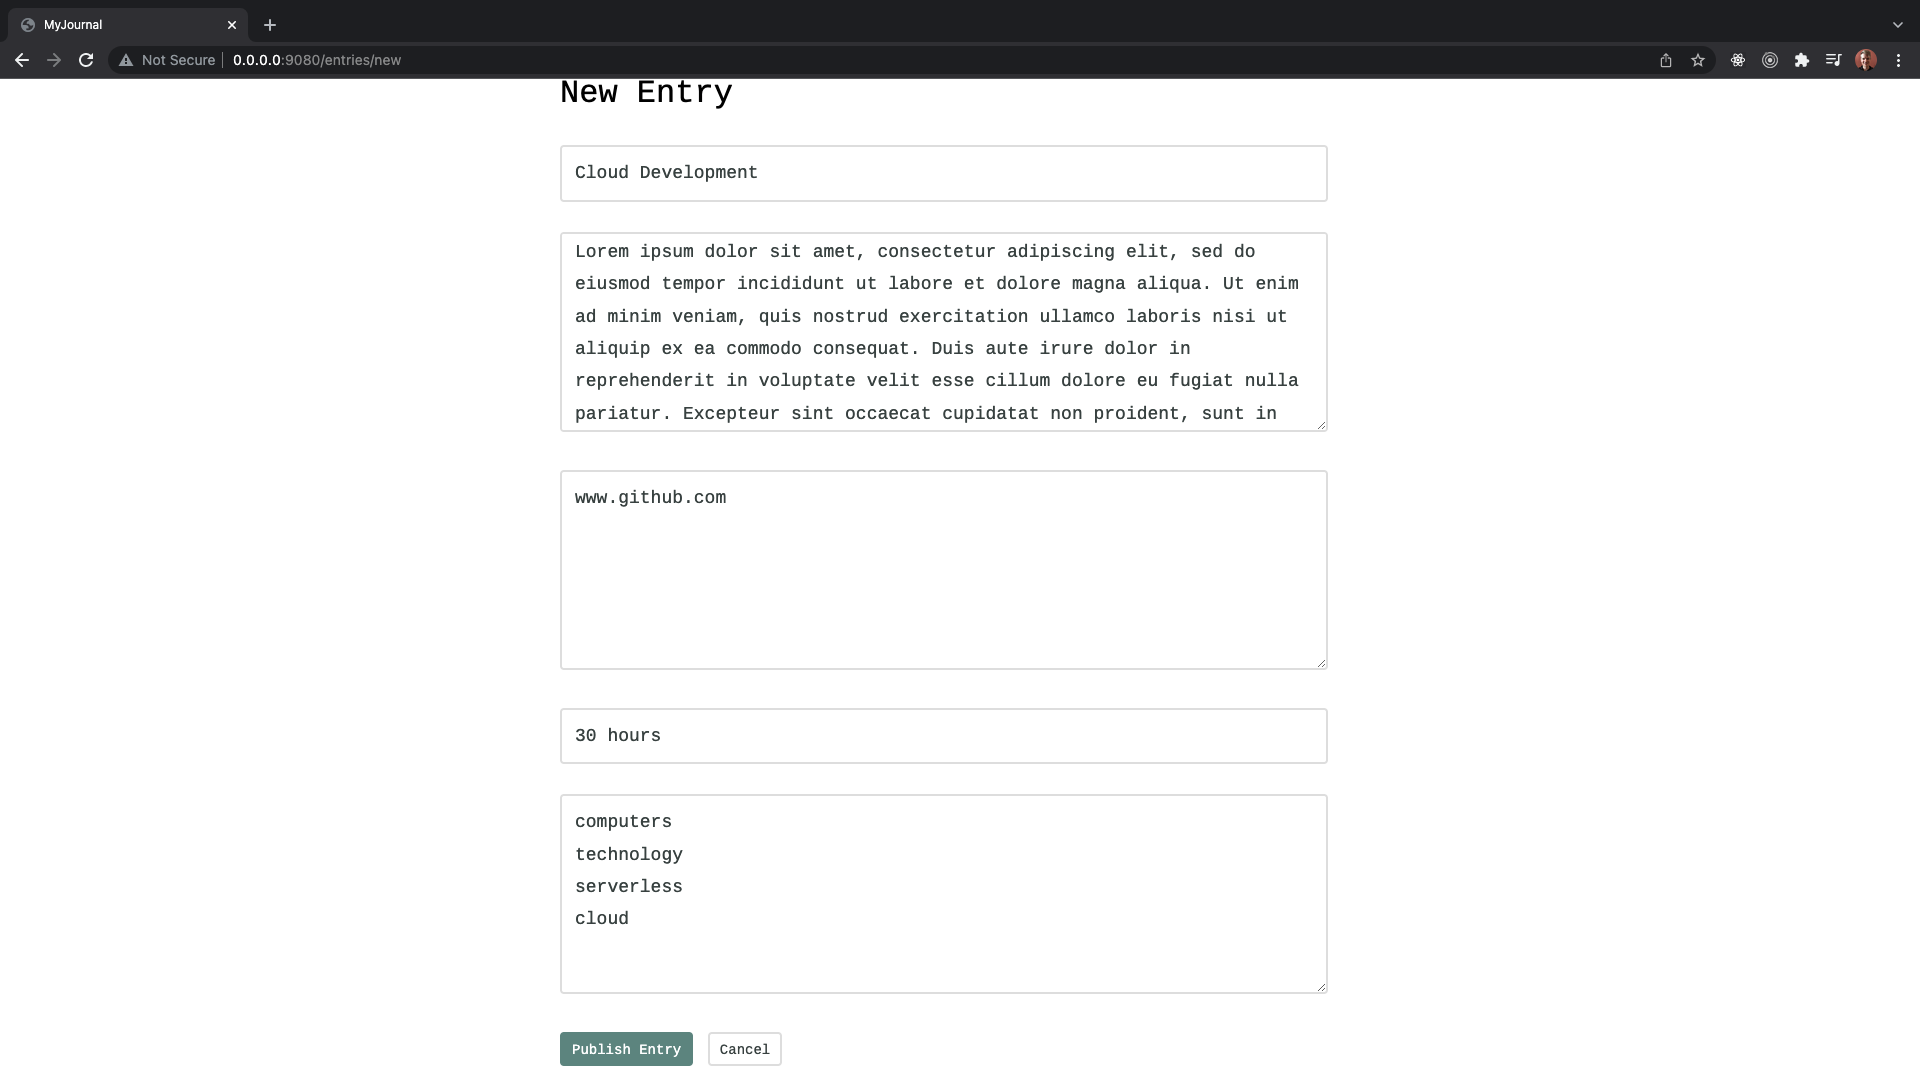 MyJournal
Not Secure 0.0.0.0:9080/entries/new
New Entry
Cloud Development
Lorem ipsum dolor sit amet, consectetur adipiscing elit, sed do
eiusmod tempor incididunt ut labore et dolore magna aliqua. Ut enim
ad minim veniam, quis nostrud exercitation ullamco laboris nisi ut
aliquip ex ea commodo consequat. Duis aute irure dolor in
reprehenderit in voluptate velit esse cillum dolore eu fugiat nulla
pariatur. Excepteur sint occaecat cupidatat non proident, sunt in
www.github.com
30 hours
computers
technology
serverless
cloud
Publish Entry Cancel